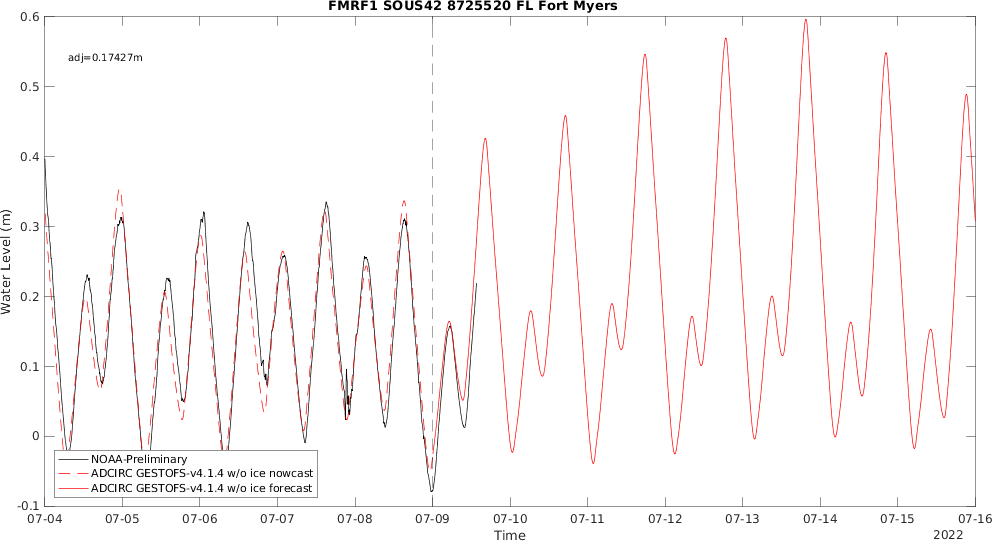 FMRF1 SOUS42 8725520 FL Fort Myers
adj=0.17427m
Water Level (m)
0.6
0.5
0.4
0.3
0.2
0.1
0
-0.1
NOAA-Preliminary
ADCIRC GESTOFS-v4.1.4 w/o ice nowcast
ADCIRC GESTOFS-v4.1.4 w/o ice forecast
07-04 07-05 07-06 07-07 07-08 07-09 07-10 07-11 07-12 07-13 07-14 07-15 07-16
Time
2022